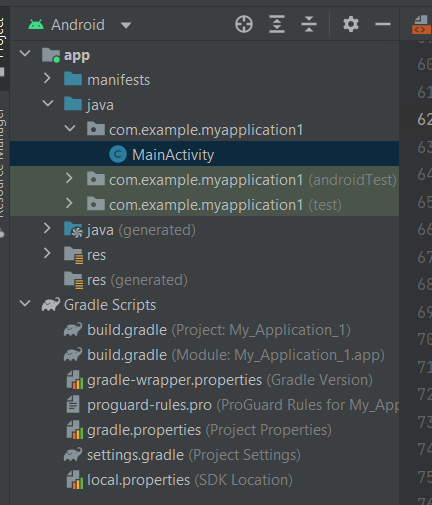 Android
Project
Resource Manager
app
manifests
java
com.example.myapplication1
MainActivity
com.example.myapplication1 (androidTest)
com.example.myapplication1 (test)
java (generated)
res
res (generated)
Gradle Scripts
build.gradle (Project: My_Application_1)
build.gradle (Module: My_Application_1.app)
gradle-wrapper.properties (Gradle Version)
proguard-rules.pro (ProGuard Rules for My_App
gradle.properties (Project Properties)
settings.gradle (Project Settings)
local.properties (SDK Location)
60
61
62
63
64
65
66
67
68
69
70
71
72
73
74
75